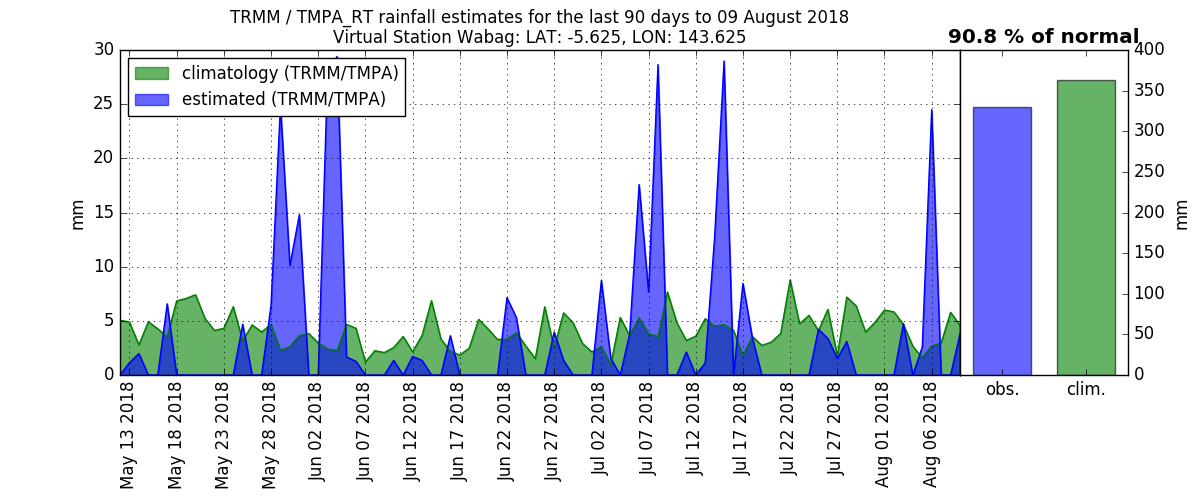 TRMM / TMPA_RT rainfall estimates for the last 90 days to 09 August 2018
Virtual Station Wabag: LAT: -5.625, LON: 143.625
90.8 % of normal
climatology (TRMM/TMPA)
estimated (TRMM/TMPA)
mm
30
25
20
15
10
5
0
May 13 2018
May 18 2018
May 23 2018
May 28 2018
Jun 02 2018
Jun 07 2018
Jun 12 2018
Jun 17 2018
Jun 22 2018
Jun 27 2018
Jul 02 2018
Jul 07 2018
Jul 12 2018
Jul 17 2018
Jul 22 2018
Jul 27 2018
Aug 01 2018
Aug 06 2018
obs.
clim.
400
350
300
250
200
150
100
50
0
mm